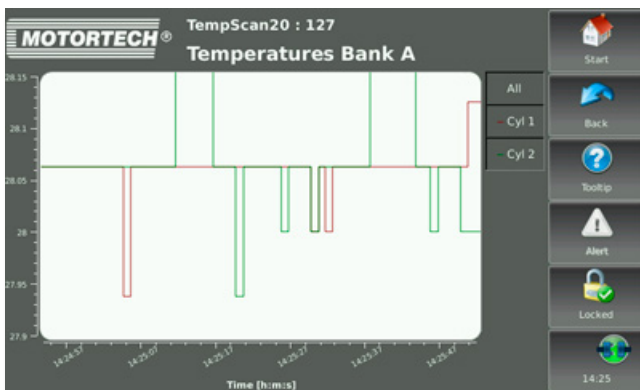 MOTORTECH®
TempScan20 : 127
Temperatures Bank A
28.15
28.1
28.05
28
27.95
27.9
14:24:57
14:25:07
14:25:17
14:25:27
14:25:37
14:25:47
Time [h:m:s]
All
Cyl 1
Cyl 2
Start
Back
Tooltip
Alert
Locked
14:25